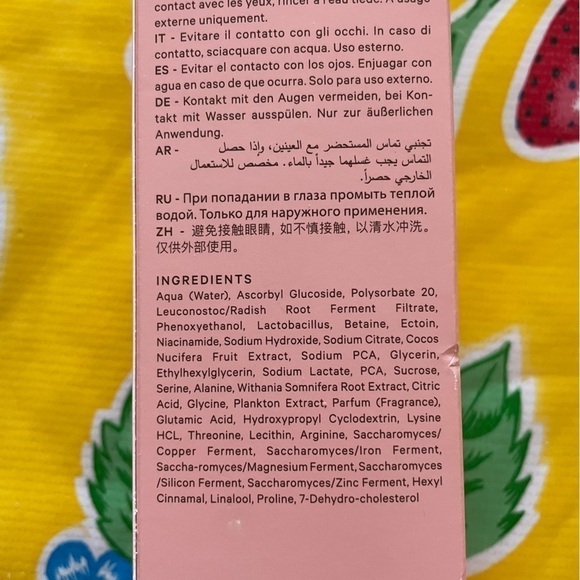 contact avec les yeux, rincer à l'eau tiède. À usage
externe uniquement.
IT - Evitare il contatto con gli occhi. In caso di
contatto, sciacquare con acqua. Uso esterno.
ES - Evitar el contacto con los ojos. Enjuagar con
agua en caso de que ocurra. Solo para uso externo.
DE - Kontakt mit den Augen vermeiden, bei Kon-
takt mit Wasser ausspülen. Nur zur äußerlichen
Anwendung.
AR - تجنبي تماس المستحضر مع العينين، وإذا حصل
التماس يجب غسلهما جيداً بالماء. مخصص للاستعمال
الخارجي حصراً.
RU - При попадании в глаза промыть теплой
водой. Только для наружного применения.
ZH - 避免接触眼睛，如不慎接触，以清水冲洗。
仅供外部使用。
INGREDIENTS
Aqua (Water), Ascorbyl Glucoside, Polysorbate 20,
Leuconostoc/Radish Root Ferment Filtrate,
Phenoxyethanol, Lactobacillus, Betaine, Ectoin,
Niacinamide, Sodium Hydroxide, Sodium Citrate, Cocos
Nucifera Fruit Extract, Sodium PCA, Glycerin,
Ethylhexylglycerin, Sodium Lactate, PCA, Sucrose,
Serine, Alanine, Withania Somnifera Root Extract, Citric
Acid, Glycine, Plankton Extract, Parfum (Fragrance),
Glutamic Acid, Hydroxypropyl Cyclodextrin, Lysine
HCL, Threonine, Lecithin, Arginine, Saccharomyces/
Copper Ferment, Saccharomyces/Iron Ferment,
Saccha-romyces/Magnesium Ferment,Saccharomyces
/Silicon Ferment, Saccharomyces/Zinc Ferment, Hexyl
Cinnamal, Linalool, Proline, 7-Dehydro-cholesterol